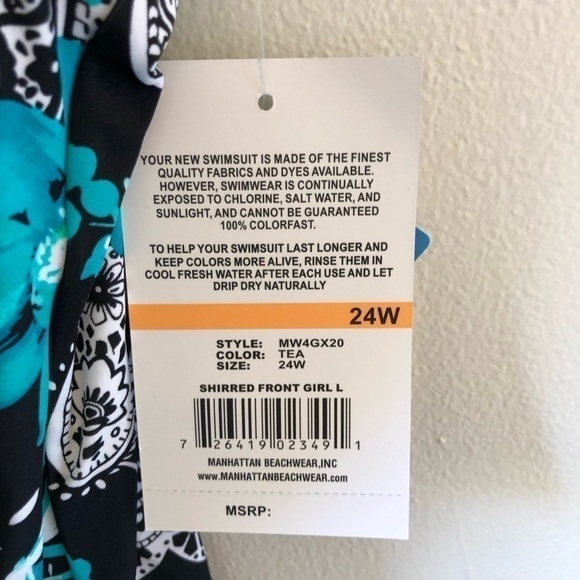 YOUR NEW SWIMSUIT IS MADE OF THE FINEST
QUALITY FABRICS AND DYES AVAILABLE.
HOWEVER, SWIMWEAR IS CONTINUALLY
EXPOSED TO CHLORINE, SALT WATER, AND
SUNLIGHT, AND CANNOT BE GUARANTEED
100% COLORFAST.
TO HELP YOUR SWIMSUIT LAST LONGER AND
KEEP COLORS MORE ALIVE, RINSE THEM IN
COOL FRESH WATER AFTER EACH USE AND LET
DRIP DRY NATURALLY
24W
STYLE: MW4GX20
COLOR: TEA
SIZE: 24W
SHIRRED FRONT GIRL L
7 26419 02349 1
MANHATTAN BEACHWEAR,INC
www.MANHATTANBEACHWEAR.COM
MSRP: